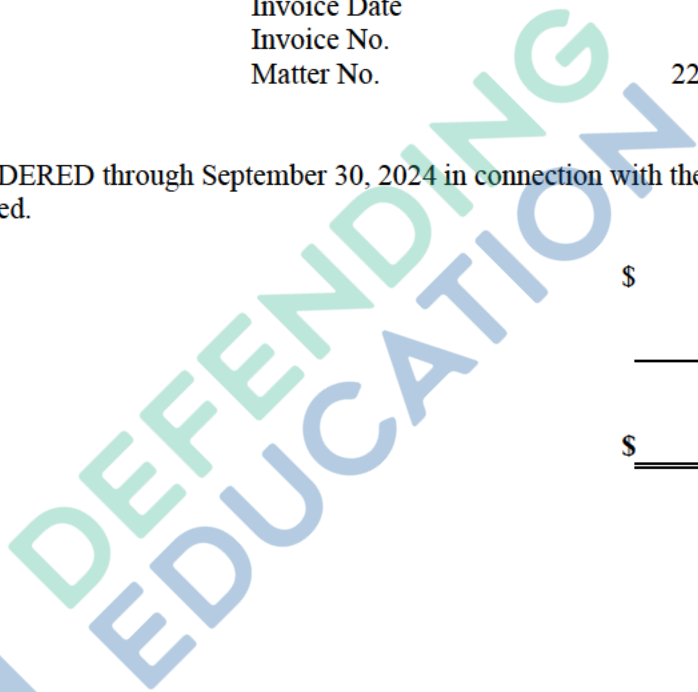 Invoice Date
Invoice No.
Matter No.
22
DERED through September 30, 2024 in connection with the
ed.
$
$
DEFENDING
EDUCATION